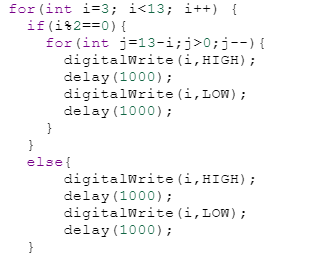 for(int i=3; i<13; i++) {
  if(i%2==0){
    for(int j=13-i;j>0;j--){
      digitalWrite(i,HIGH);
      delay(1000);
      digitalWrite(i,LOW);
      delay(1000);
    }
  }
  else{
      digitalWrite(i,HIGH);
      delay(1000);
      digitalWrite(i,LOW);
      delay(1000);
  }